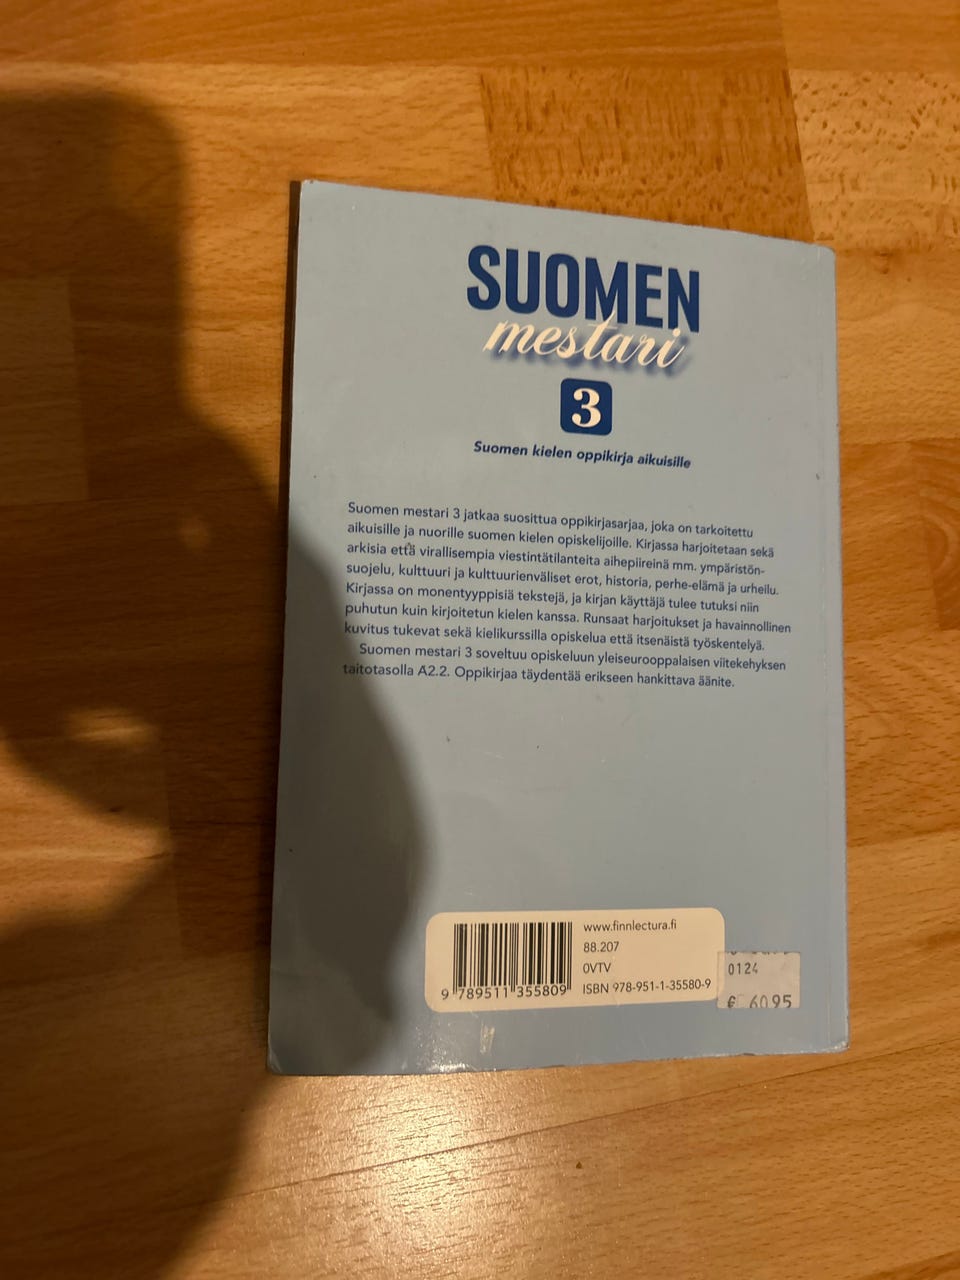 SUOMEN
mestari
3
Suomen kielen oppikirja aikuisille
Suomen mestari 3 jatkaa suosittua oppikirjasarjaa, joka on tarkoitettu
aikuisille ja nuorille suomen kielen opiskelijoille. Kirjassa harjoitetaan sekä
arkisia että virallisempia viestintätilanteita aihepiireinä mm. ympäristön-
suojelu, kulttuuri ja kulttuurienväliset erot, historia, perhe-elämä ja urheilu.
Kirjassa on monentyyppisiä tekstejä, ja kirjan käyttäjä tulee tutuksi niin
puhutun kuin kirjoitetun kielen kanssa. Runsaat harjoitukset ja havainnollinen
kuvitus tukevat sekä kielikurssilla opiskelua että itsenäistä työskentelyä.
Suomen mestari 3 soveltuu opiskeluun yleiseurooppalaisen viitekehyksen
taitotasolla A2.2. Oppikirjaa täydentää erikseen hankittava äänite.
www.finnlectura.fi
88.207
0VTV
ISBN 978-951-1-35580-9
9 789511 355809
0124
€ 60.95